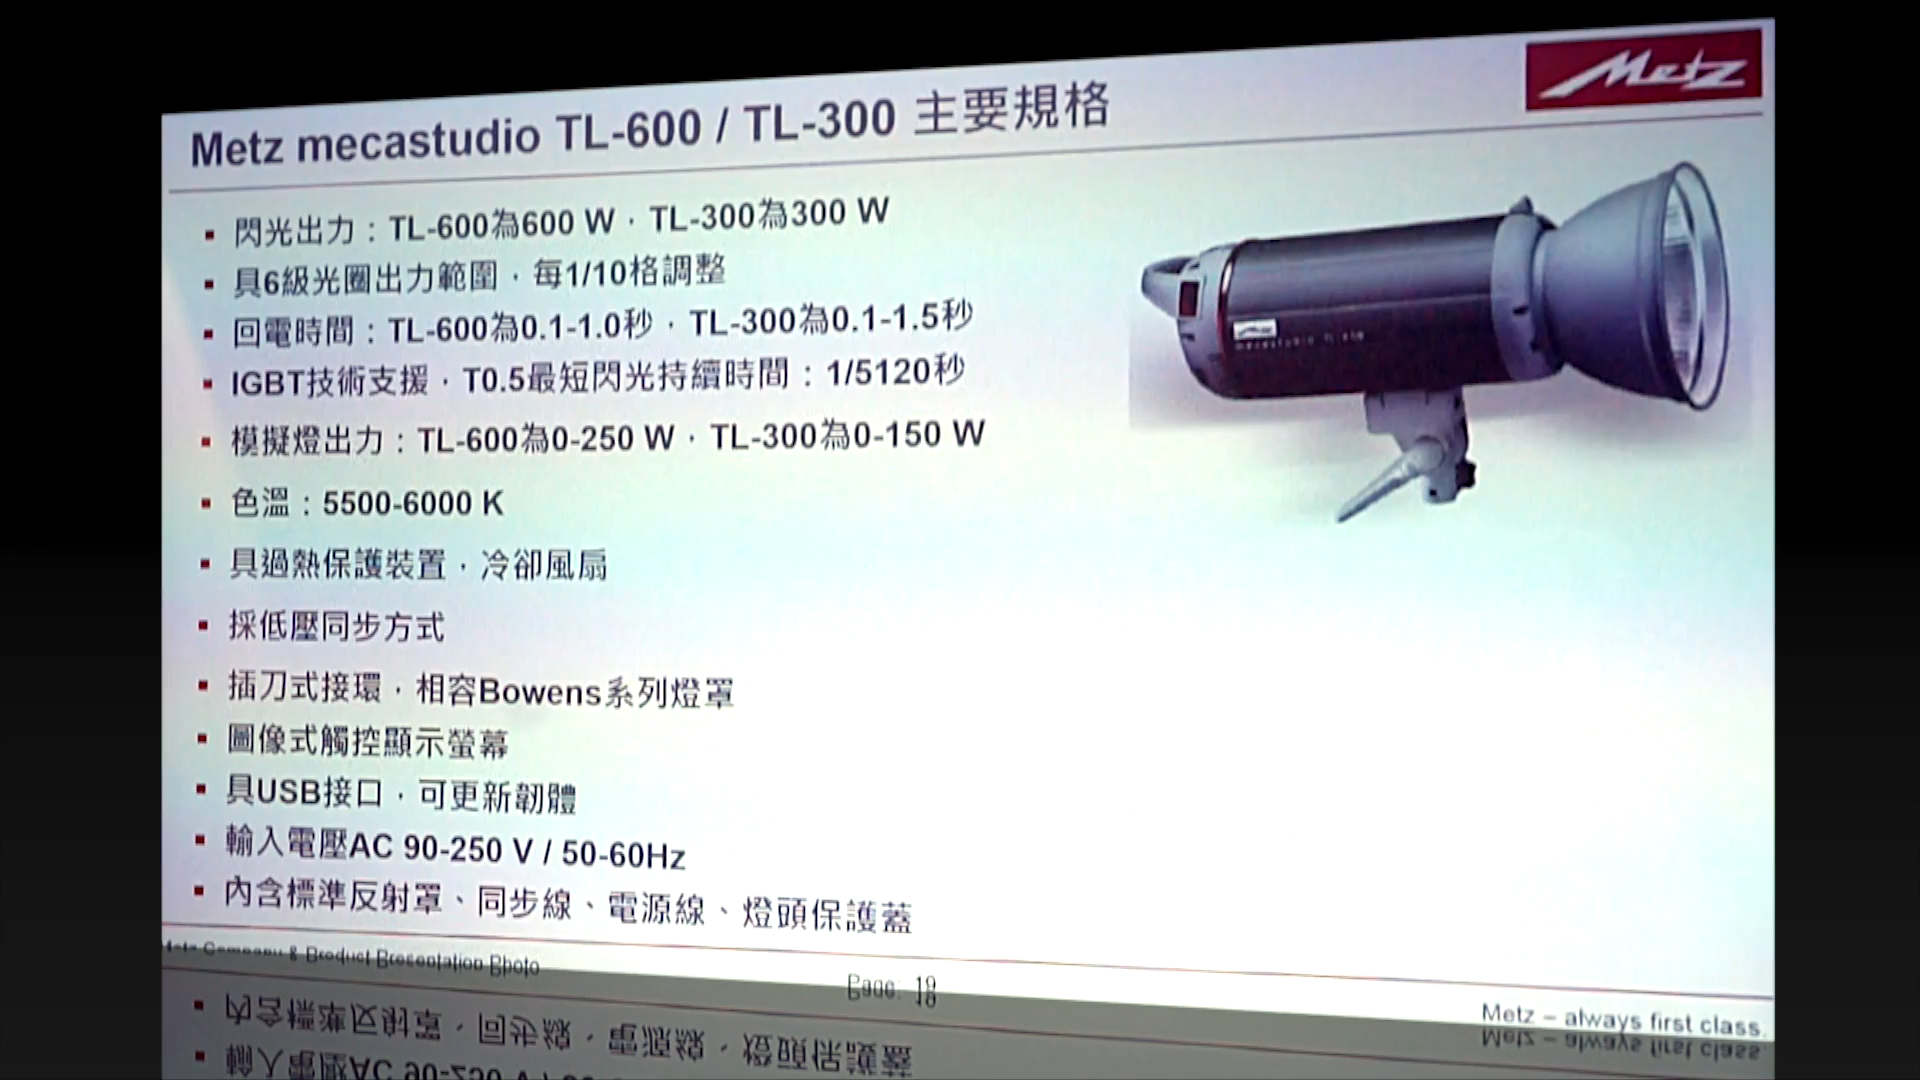 Metz
Metz mecastudio TL-600 / TL-300 主要規格
閃光出力：TL-600為600 W，TL-300為300 W
具6級光圈出力範圍，每1/10格調整
回電時間：TL-600為0.1-1.0秒，TL-300為0.1-1.5秒
IGBT技術支援，T0.5最短閃光持續時間：1/5120秒
模擬燈出力：TL-600為0-250 W，TL-300為0-150 W
色溫：5500-6000 K
具過熱保護裝置，冷卻風扇
採低壓同步方式
插刀式接環，相容Bowens系列燈罩
圖像式觸控顯示螢幕
具USB接口，可更新韌體
輸入電壓AC 90-250 V / 50-60Hz
內含標準反射罩、同步線、電源線、燈頭保護蓋
Metz Company & Product Presentation Photo
Page:
Metz – always first class.